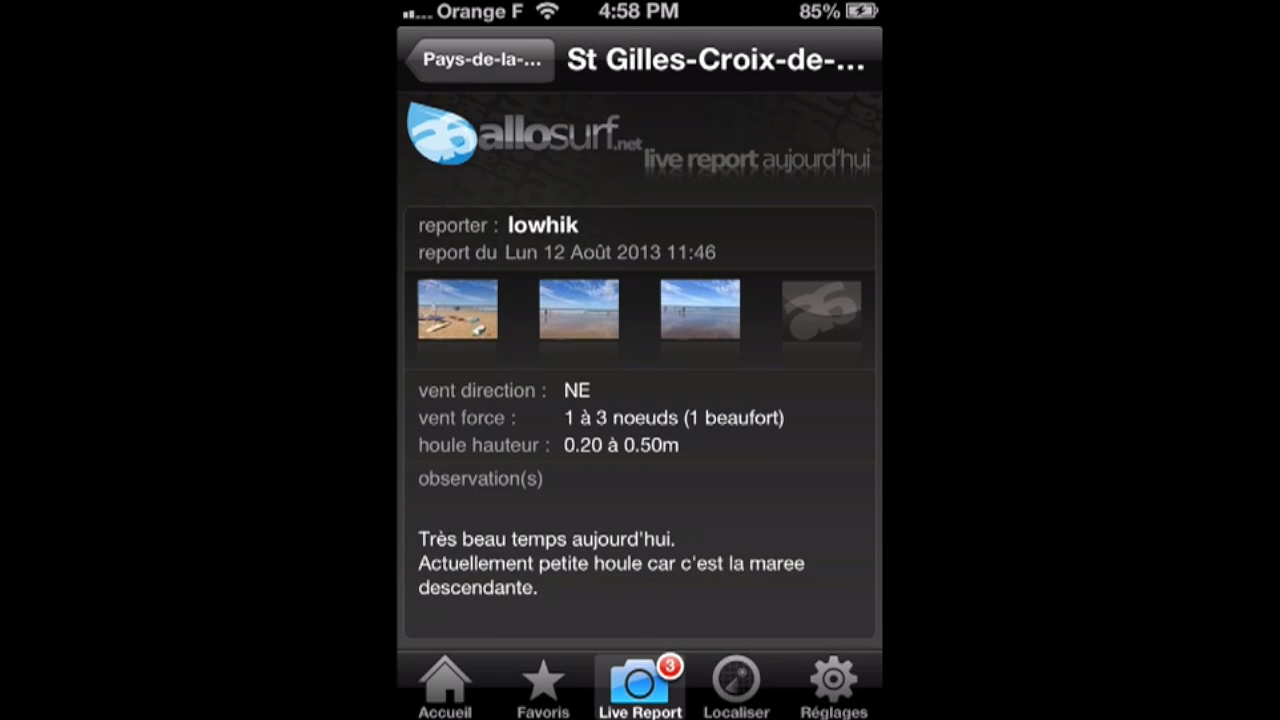 Orange F 4:58 PM 85%
Pays-de-la-... St Gilles-Croix-de-...
allosurf.net
live report aujourd'hui
reporter : lowhik
report du Lun 12 Août 2013 11:46
vent direction : NE
vent force : 1 à 3 noeuds (1 beaufort)
houle hauteur : 0.20 à 0.50m
observation(s)
Très beau temps aujourd'hui.
Actuellement petite houle car c'est la maree
descendante.
3
Accueil Favoris Live Report Localiser Réglages